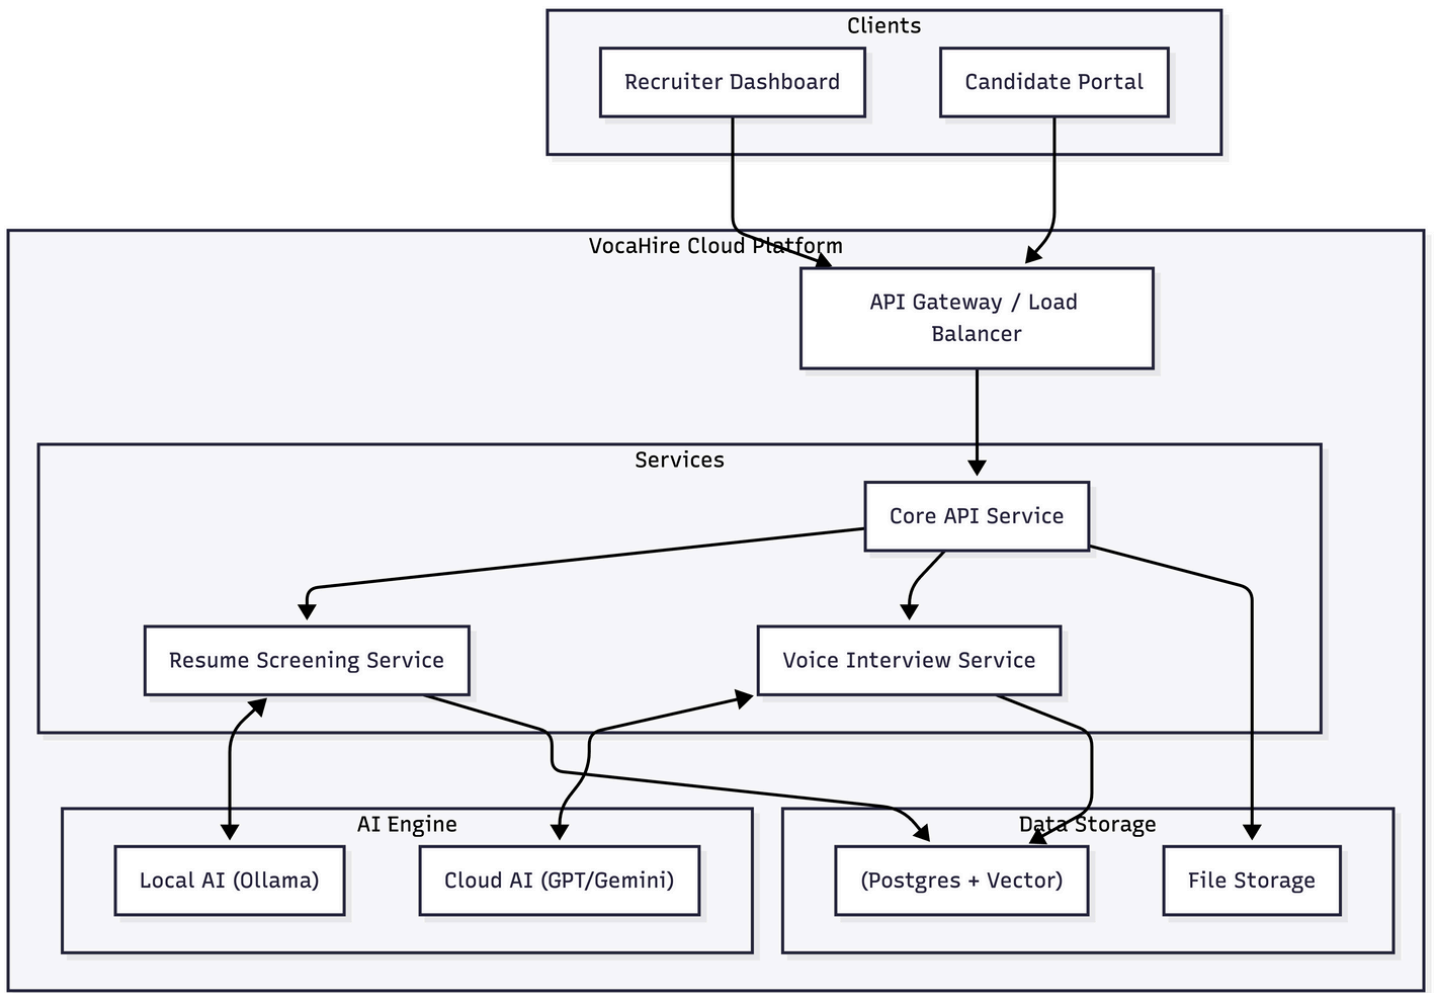 Clients
Recruiter Dashboard
Candidate Portal
VocaHire Cloud Platform
API Gateway / Load
Balancer
Services
Core API Service
Resume Screening Service
Voice Interview Service
AI Engine
Data Storage
Local AI (Ollama)
Cloud AI (GPT/Gemini)
(Postgres + Vector)
File Storage